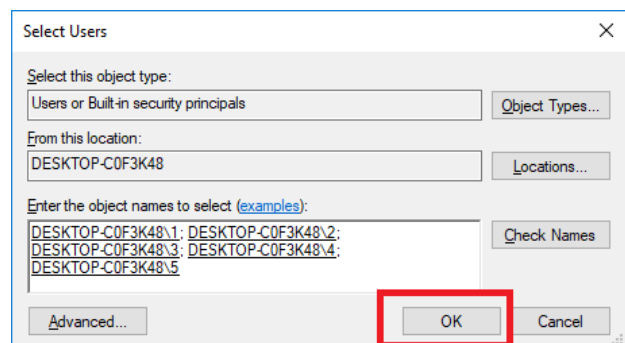 Select Users
Select this object type:
Users or Built-in security principals
Object Types...
From this location:
DESKTOP-C0F3K48
Locations...
Enter the object names to select (examples):
DESKTOP-C0F3K48\1; DESKTOP-C0F3K48\2;
DESKTOP-C0F3K48\3; DESKTOP-C0F3K48\4;
DESKTOP-C0F3K48\5
Check Names
Advanced...
OK
Cancel